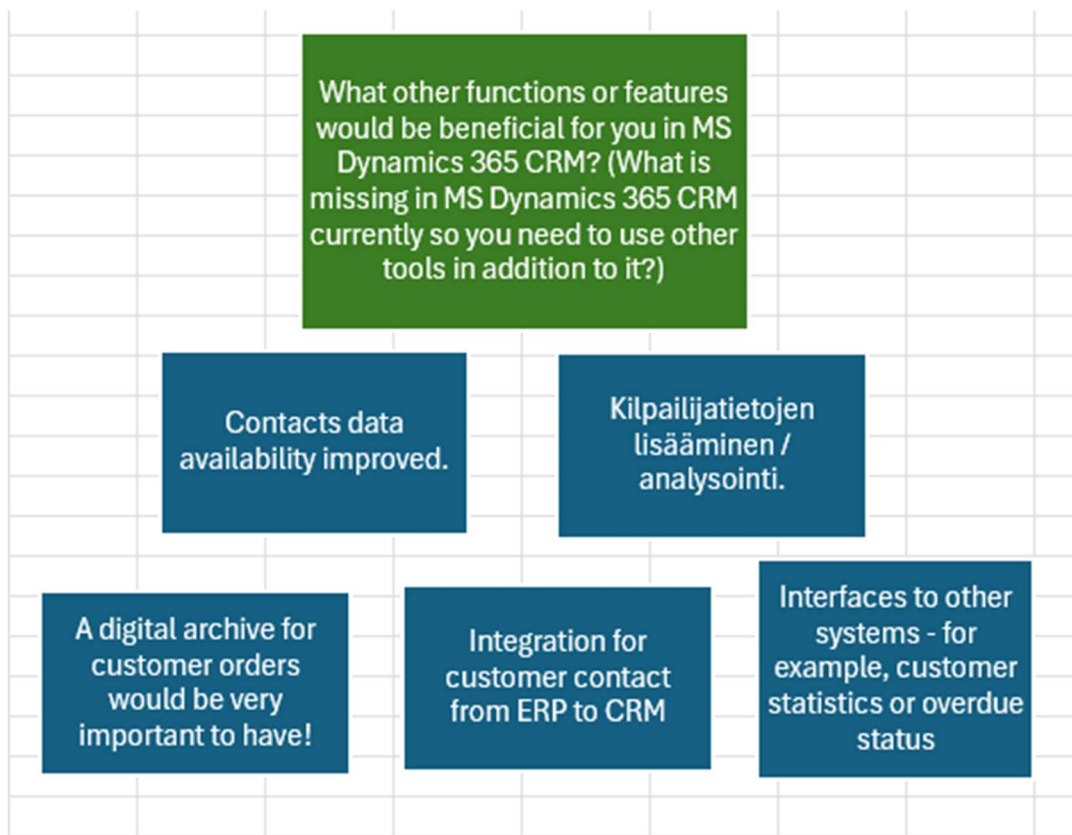 What other functions or features
would be beneficial for you in MS
Dynamics 365 CRM? (What is
missing in MS Dynamics 365 CRM
currently so you need to use other
tools in addition to it?)
Contacts data
availability improved.
Kilpailijatietojen
lisääminen /
analysointi.
A digital archive for
customer orders
would be very
important to have!
Integration for
customer contact
from ERP to CRM
Interfaces to other
systems - for
example, customer
statistics or overdue
status